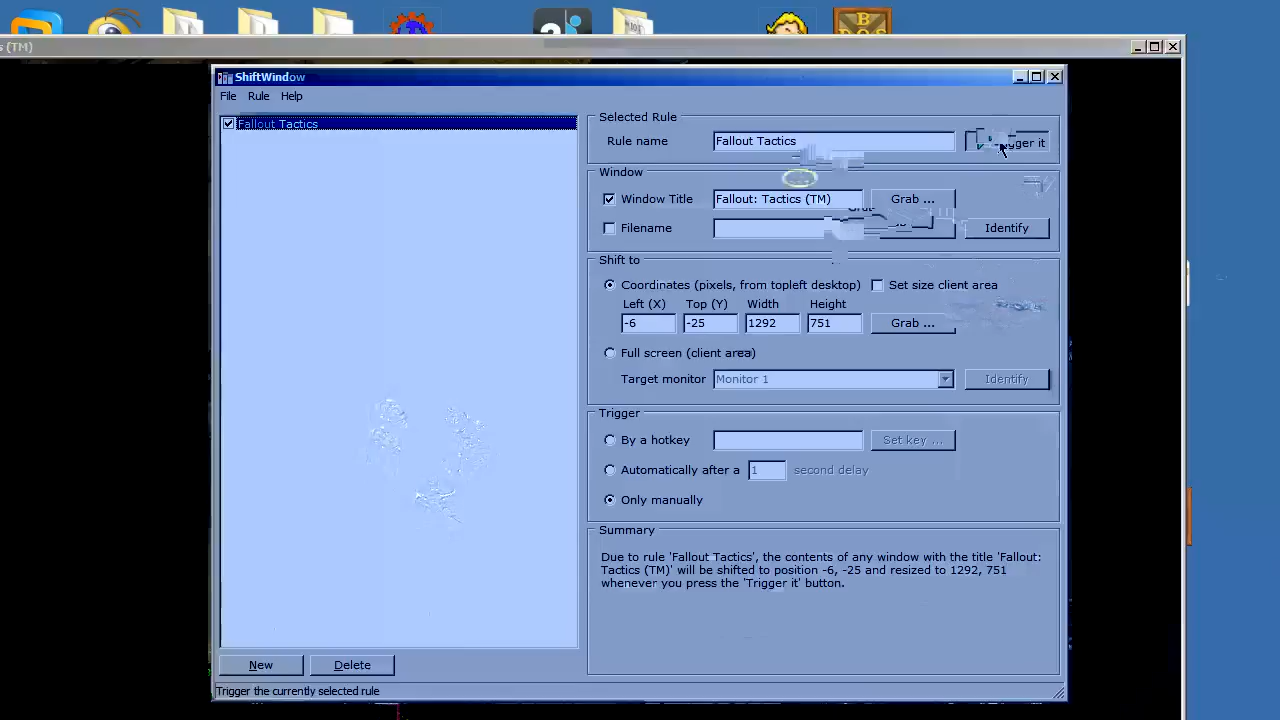 (TM)
ShiftWindow
File Rule Help
Fallout Tactics
Selected Rule
Rule name Fallout Tactics it
Window
Window Title Fallout: Tactics (TM) Grab ...
Filename Identify
Shift to
Coordinates (pixels, from topleft desktop) Set size client area
Left (X) Top (Y) Width Height
-6 -25 1292 751 Grab ...
Full screen (client area)
Target monitor Monitor 1 Identify
Trigger
By a hotkey Set key ...
Automatically after a 1 second delay
Only manually
Summary
Due to rule 'Fallout Tactics', the contents of any window with the title 'Fallout:
Tactics (TM)' will be shifted to position -6, -25 and resized to 1292, 751
whenever you press the 'Trigger it' button.
New Delete
Trigger the currently selected rule